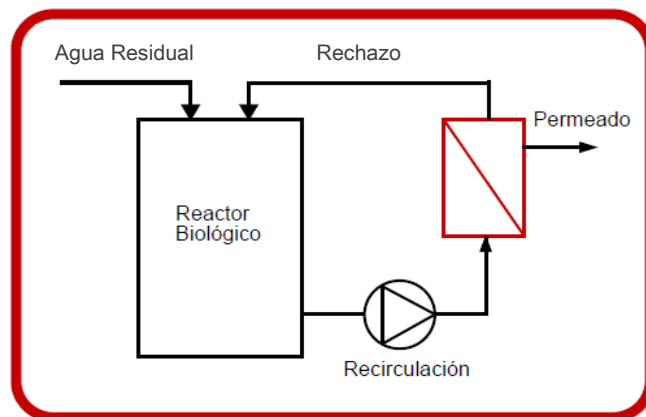 Agua Residual
Rechazo
Permeado
Reactor
Biológico
Recirculación